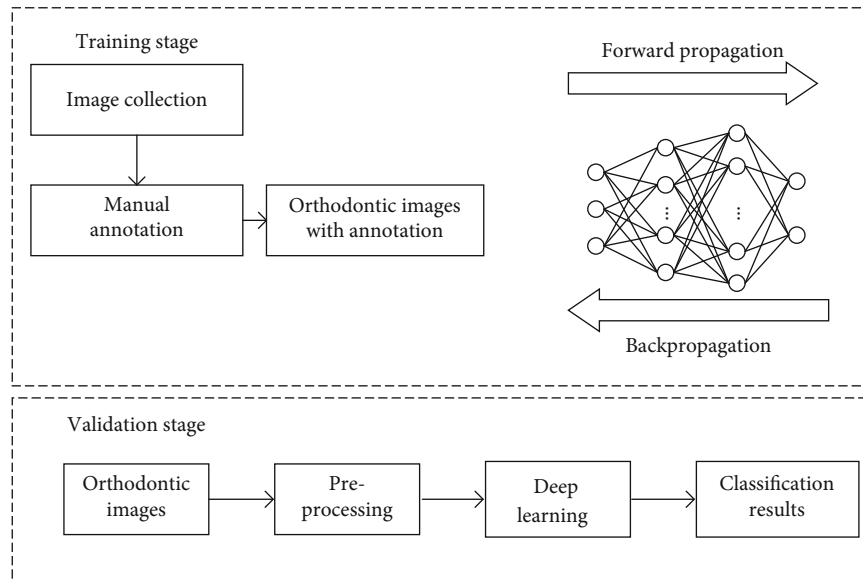 Training stage
Image collection
Manual
annotation
Orthodontic images
with annotation
Forward propagation
...
...
Backpropagation
Validation stage
Orthodontic
images
Pre-
processing
Deep
learning
Classification
results